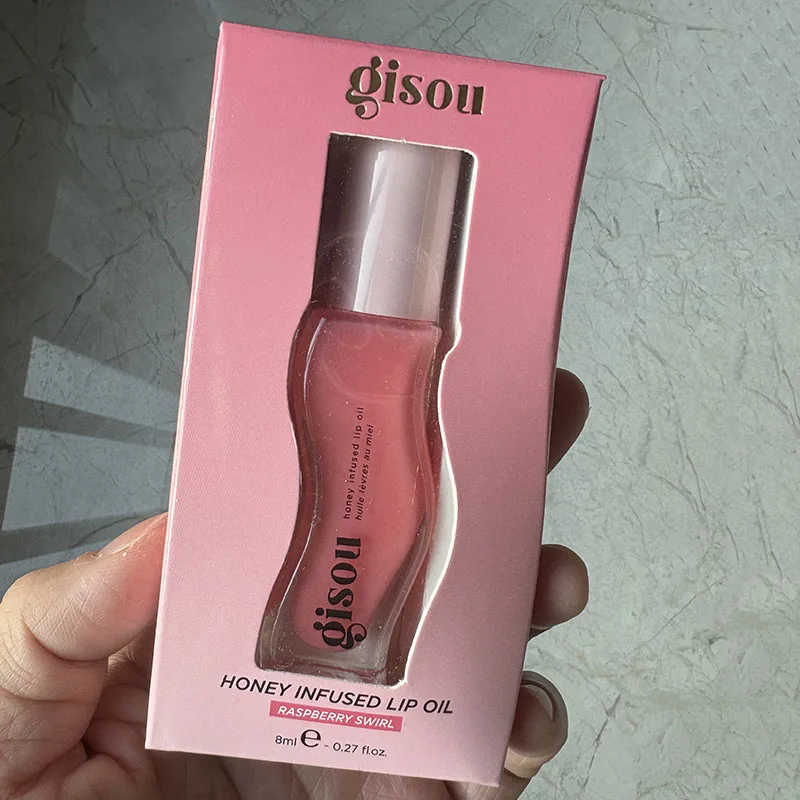 gisou
honey infused lip oil
huile lèvres au miel
gisou
HONEY INFUSED LIP OIL
RASPBERRY SWIRL
8ml e - 0.27 fl.oz.